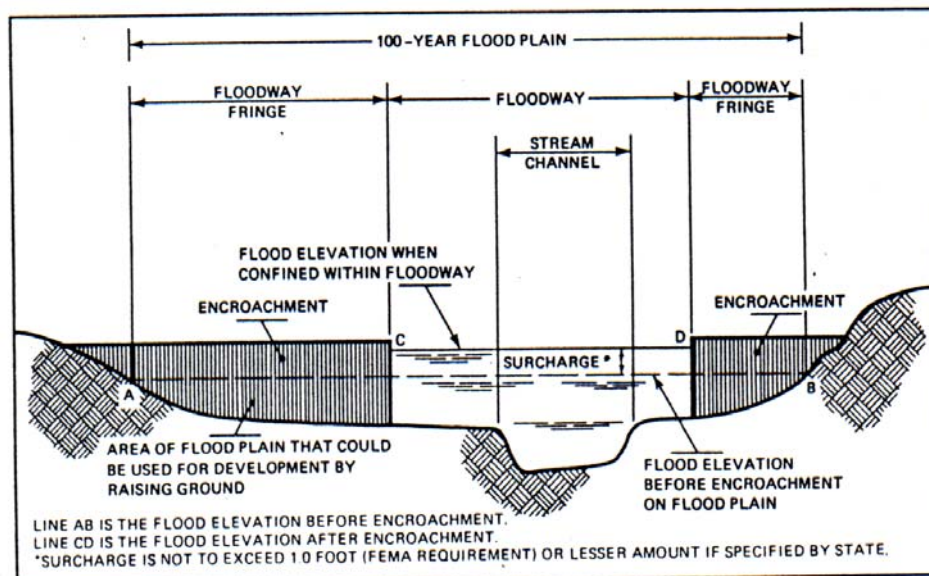 100-YEAR FLOOD PLAIN
FLOODWAY
FRINGE
FLOODWAY
FLOODWAY
FRINGE
STREAM
CHANNEL
FLOOD ELEVATION WHEN
CONFINED WITHIN FLOODWAY
ENCROACHMENT
C
D
ENCROACHMENT
SURCHARGE*
A
B
AREA OF FLOOD PLAIN THAT COULD
BE USED FOR DEVELOPMENT BY
RAISING GROUND
FLOOD ELEVATION
BEFORE ENCROACHMENT
ON FLOOD PLAIN
LINE AB IS THE FLOOD ELEVATION BEFORE ENCROACHMENT.
LINE CD IS THE FLOOD ELEVATION AFTER ENCROACHMENT.
*SURCHARGE IS NOT TO EXCEED 1.0 FOOT (FEMA REQUIREMENT) OR LESSER AMOUNT IF SPECIFIED BY STATE.